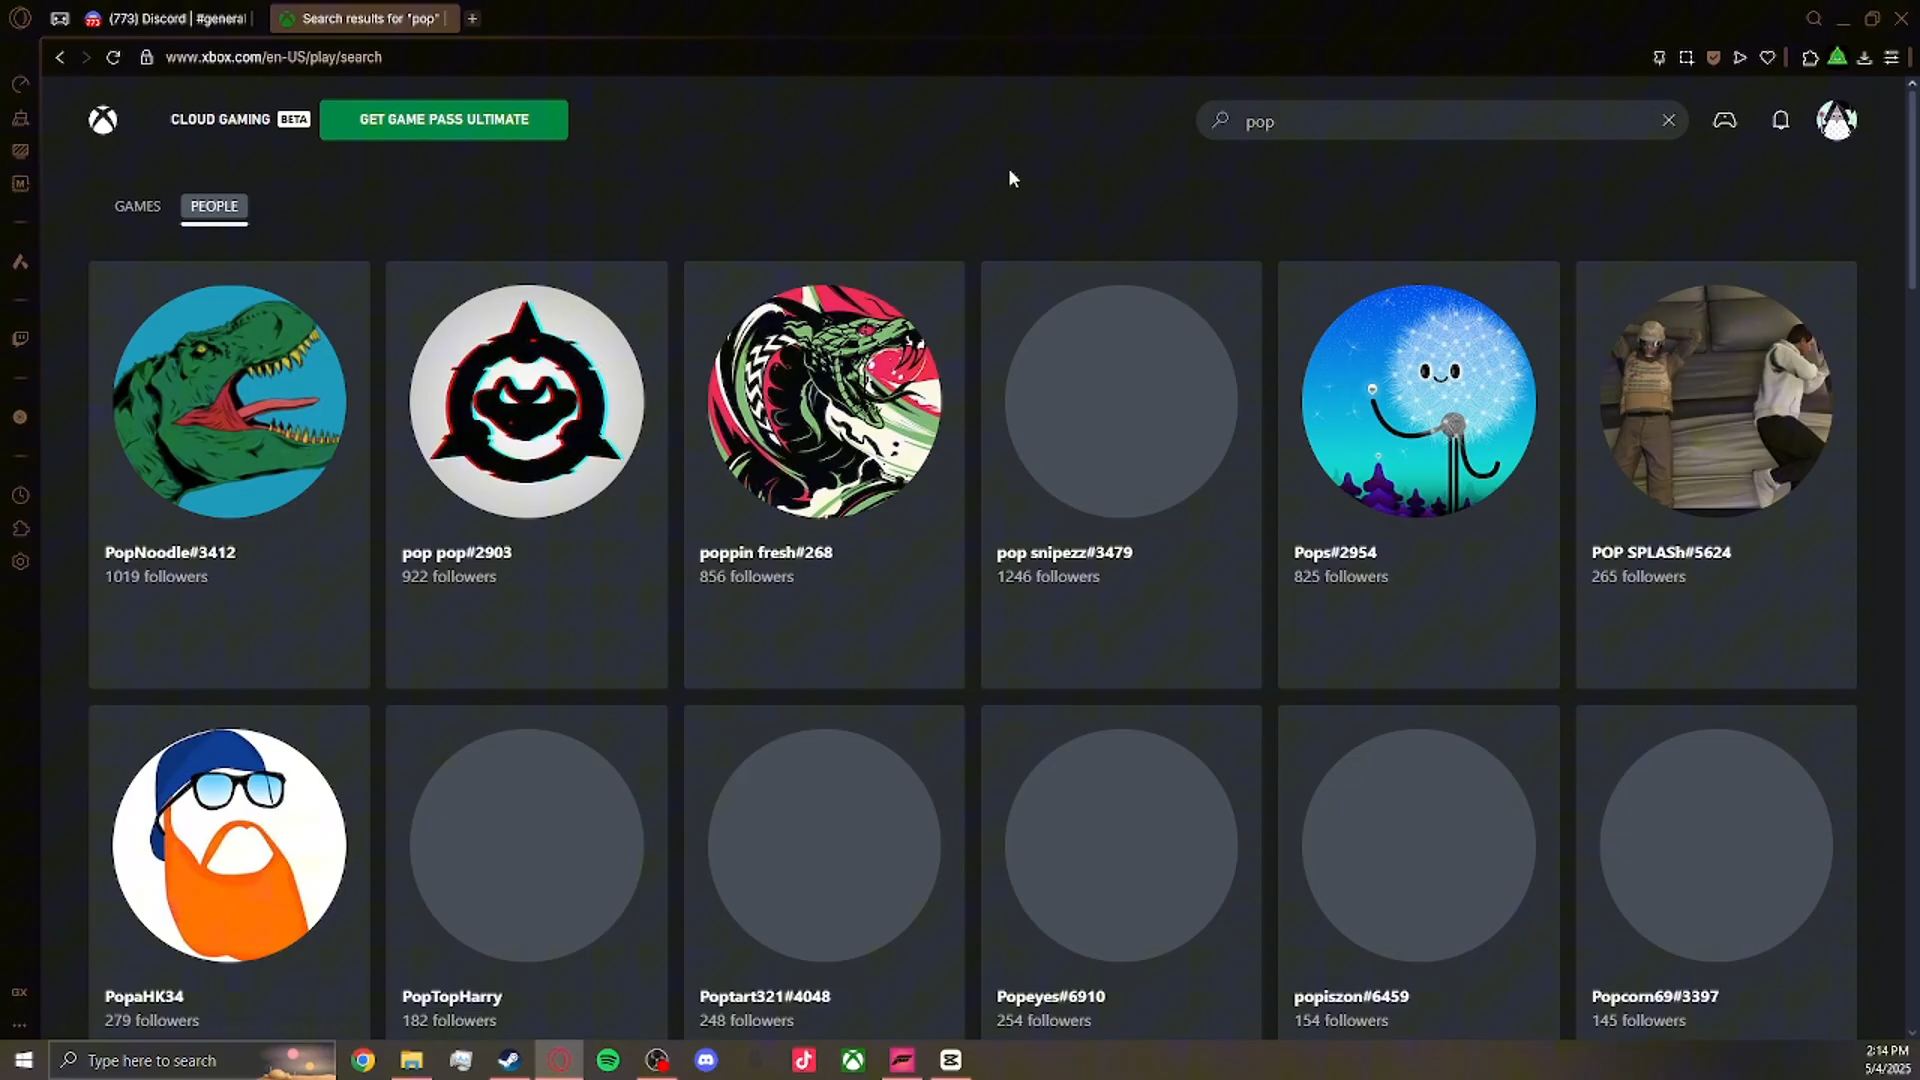 (773) Discord | #general
Search results for "pop"
www.xbox.com/en-US/play/search
CLOUD GAMING BETA
GET GAME PASS ULTIMATE
pop
GAMES
PEOPLE
PopNoodle#3412
1019 followers
pop pop#2903
922 followers
poppin fresh#268
856 followers
pop snipezz#3479
1246 followers
Pops#2954
825 followers
POP SPLASh#5624
265 followers
PopaHK34
279 followers
PopTopHarry
182 followers
Poptart321#4048
248 followers
Popeyes#6910
254 followers
popiszon#6459
154 followers
Popcorn69#3397
145 followers
GX
Type here to search
2:14 PM
5/4/2025